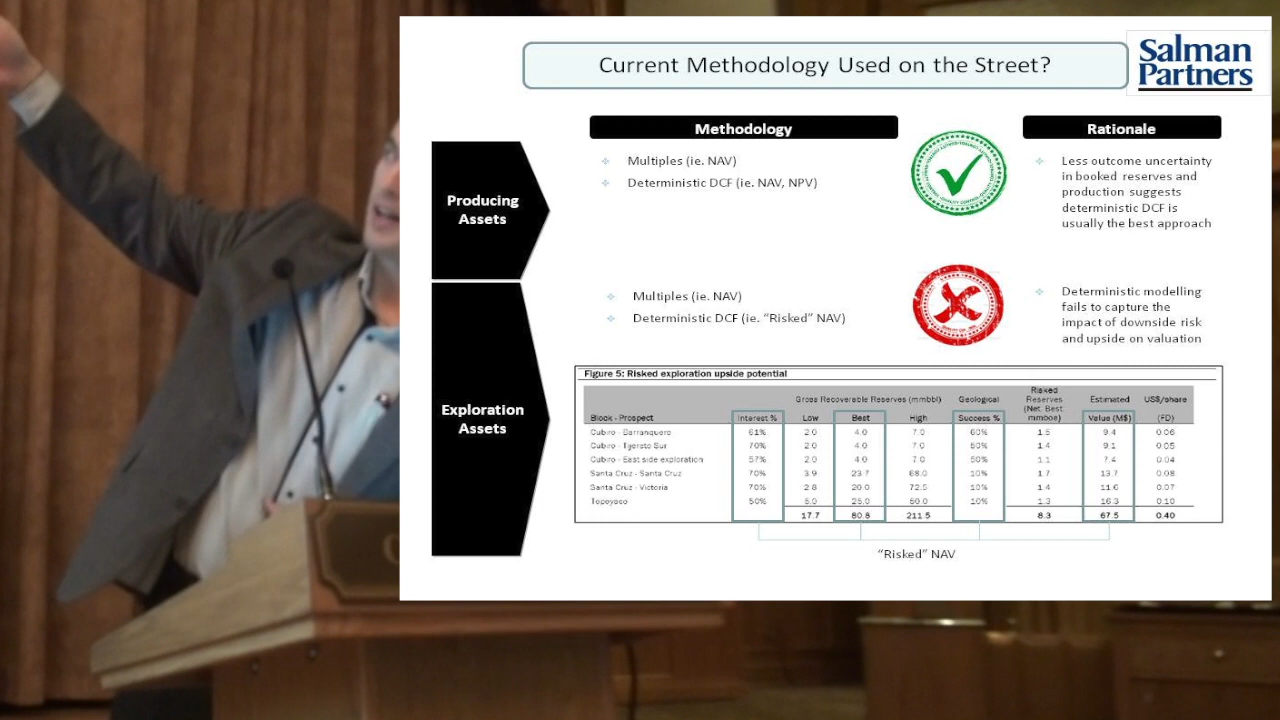 Current Methodology Used on the Street?
Salman
Partners
Methodology
Rationale
Producing
Assets
Multiples (ie. NAV)
Deterministic DCF (ie. NAV, NPV)
Less outcome uncertainty
in booked reserves and
production suggests
deterministic DCF is
usually the best approach
Exploration
Assets
Multiples (ie. NAV)
Deterministic DCF (ie. “Risked” NAV)
Deterministic modelling
fails to capture the
impact of downside risk
and upside on valuation
Figure 5: Risked exploration upside potential
Gross Recoverable Reserves (mmbbl) Geological Risked Reserves (Net, Best, mmboe) Estimated US$/share
Block - Prospect Interest % Low Best High Success % Value (M$) (FD)
Cubiro - Barranquero 61% 2.0 4.0 7.0 60% 1.5 9.4 0.06
Cubiro - Tigrero Sur 70% 2.0 4.0 7.0 50% 1.4 9.1 0.05
Cubiro - East side exploration 57% 2.0 4.0 7.0 50% 1.1 7.4 0.04
Santa Cruz - Santa Cruz 70% 3.9 23.7 68.0 10% 1.7 13.7 0.08
Santa Cruz - Victoria 70% 2.8 20.0 72.5 10% 1.4 11.6 0.07
Topoyaco 50% 5.0 25.0 50.0 10% 1.3 16.3 0.10
17.7 80.8 211.5 8.3 67.5 0.40
“Risked” NAV